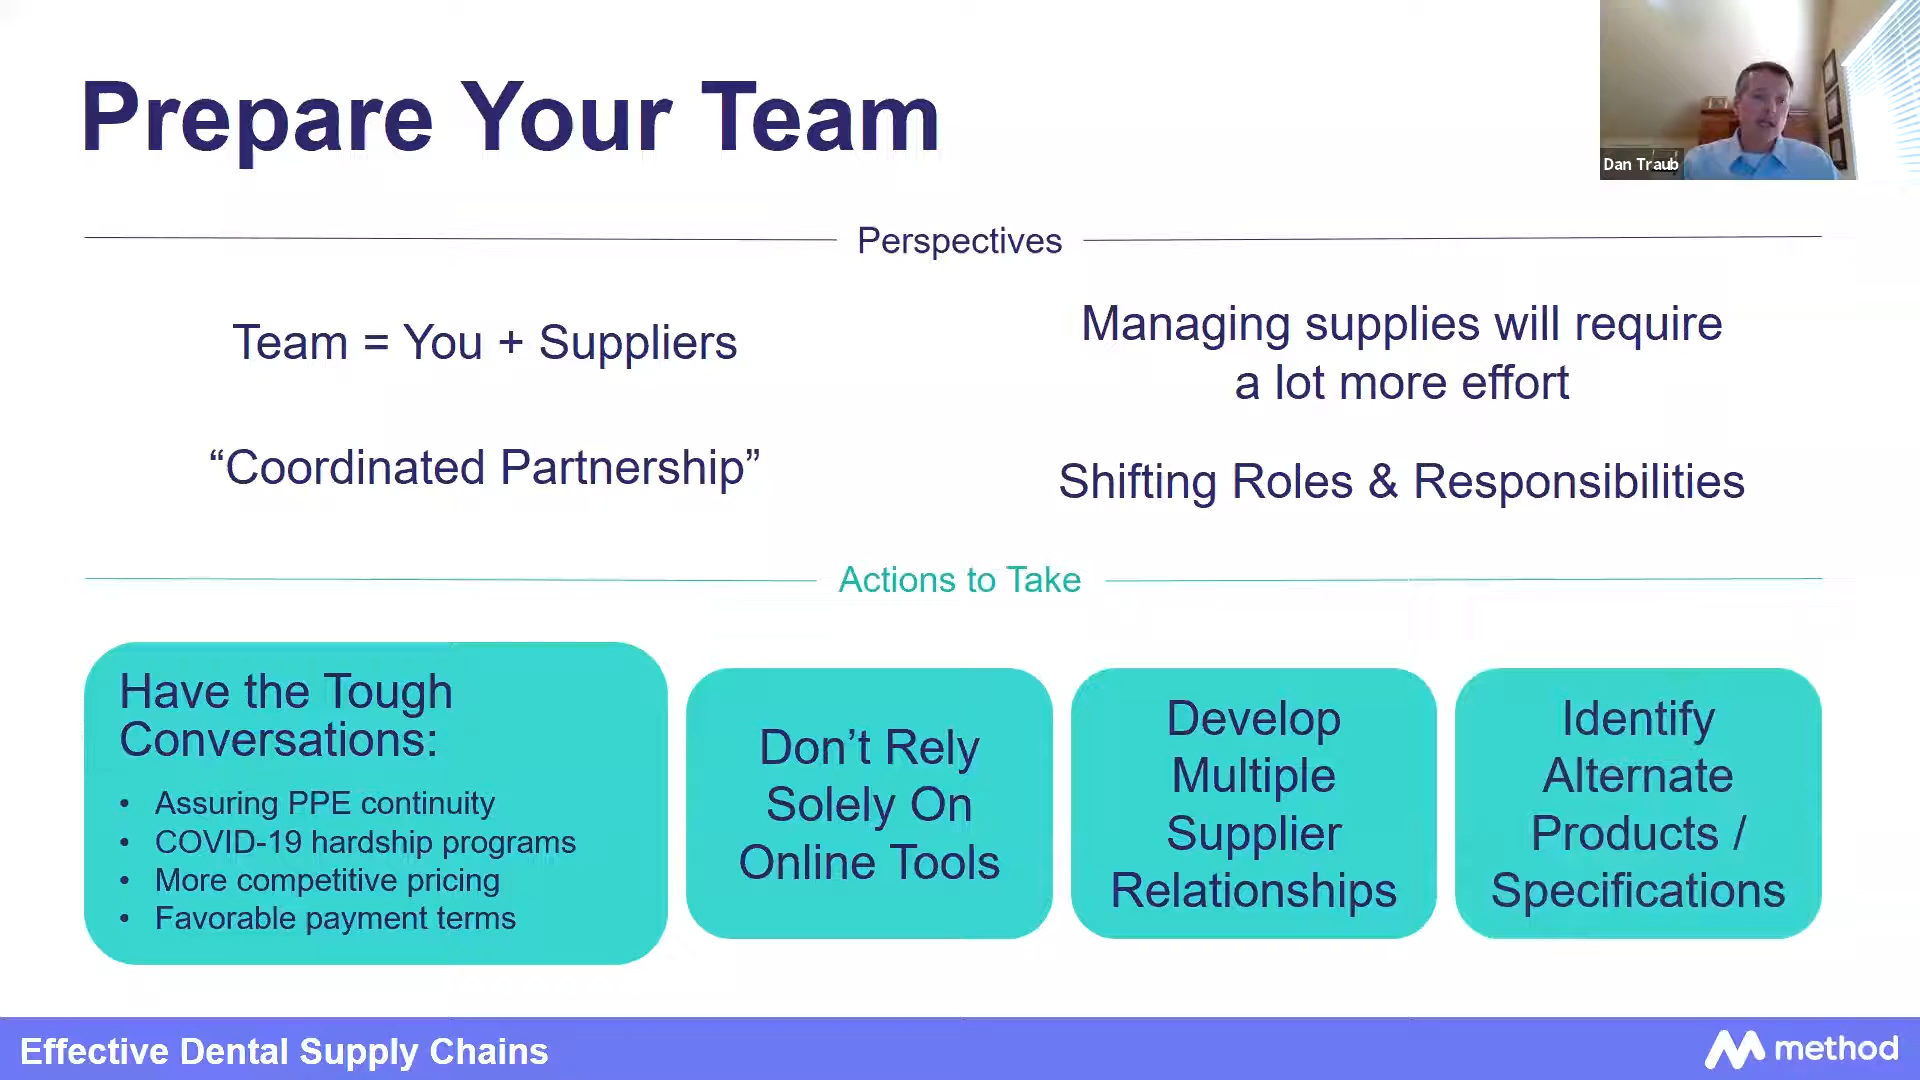 Prepare Your Team
Dan Traub
Perspectives
Team = You + Suppliers
“Coordinated Partnership”
Managing supplies will require
a lot more effort
Shifting Roles & Responsibilities
Actions to Take
Have the Tough
Conversations:
• Assuring PPE continuity
• COVID-19 hardship programs
• More competitive pricing
• Favorable payment terms
Don’t Rely
Solely On
Online Tools
Develop
Multiple
Supplier
Relationships
Identify
Alternate
Products /
Specifications
Effective Dental Supply Chains
method